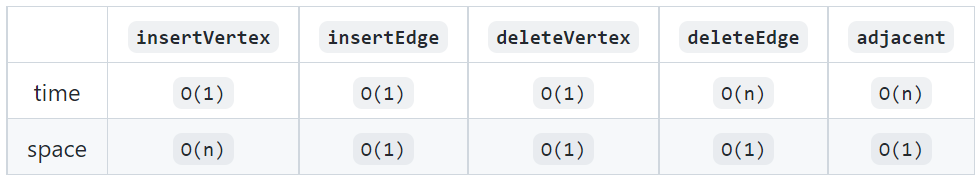 insertVertex insertEdge deleteVertex deleteEdge adjacent
time O(1) O(1) O(1) O(n) O(n)
space O(n) O(1) O(1) O(1) O(1)